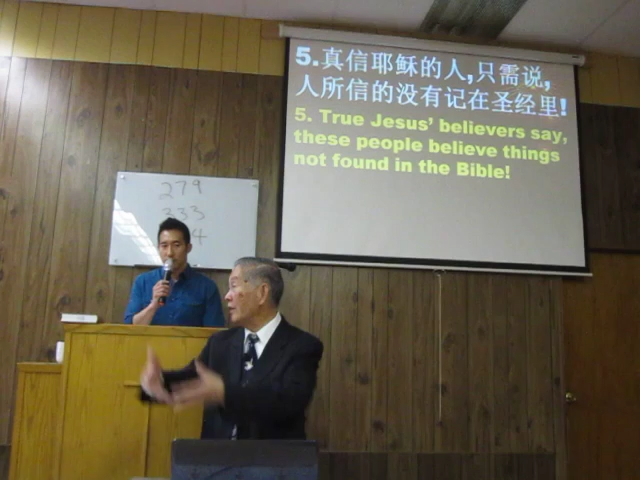 5.真信耶稣的人,只需说,
人所信的没有记在圣经里!
5. True Jesus' believers say,
these people believe things
not found in the Bible!
279
333
4